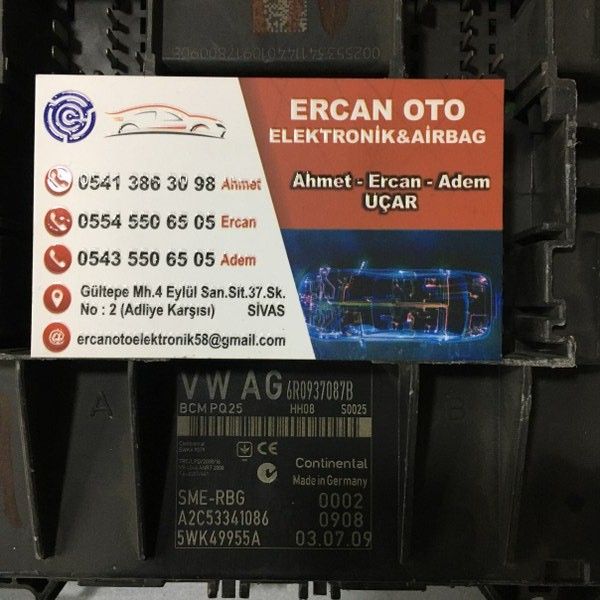 ERCAN OTO
ELEKTRONİK&AİRBAG
Ahmet - Ercan - Adem
UÇAR
0541 386 30 98 Ahmet
0554 550 65 05 Ercan
0543 550 65 05 Adem
Gültepe Mh.4 Eylül San.Sit.37.Sk.
No : 2 (Adliye Karşısı) SİVAS
ercanotoelektronik58@gmail.com
A
B
VW AG 6R0937087B
BCM PQ25 HH08 S0025
Continental
CE
Continental
Made in Germany
SME-RBG 0002
A2C53341086 0908
5WK49955A 03.07.09